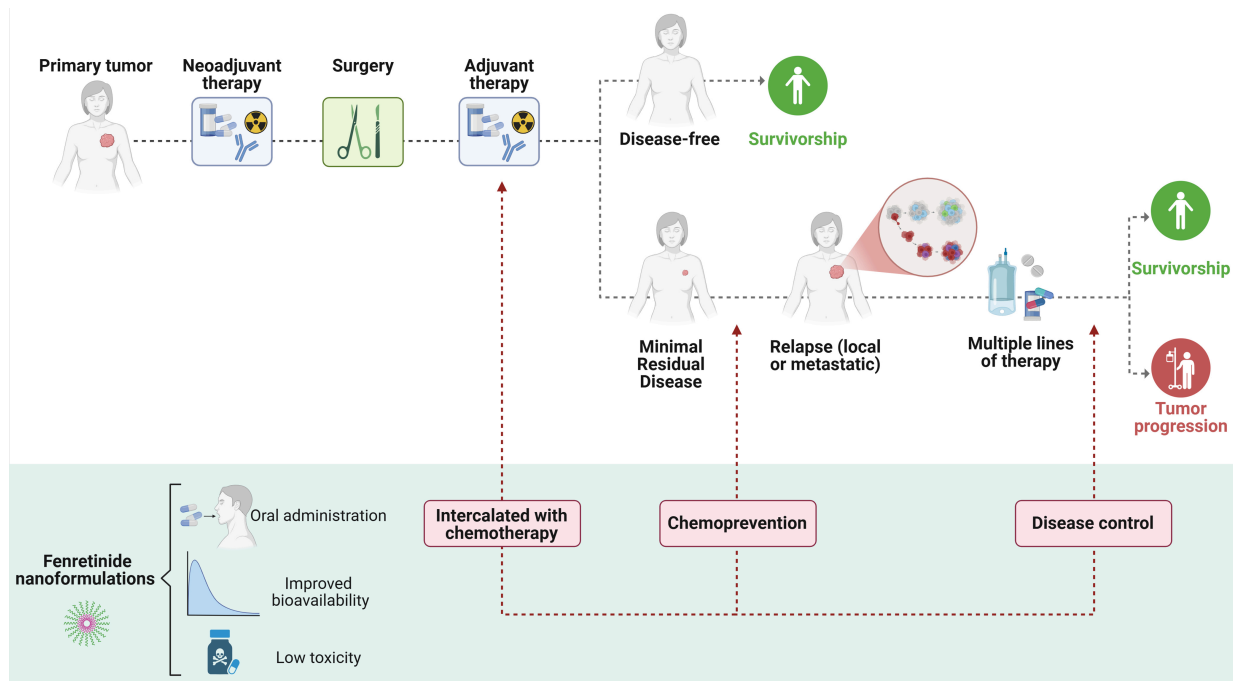 Primary tumor
Neoadjuvant
therapy
Surgery
Adjuvant
therapy
Disease-free
Survivorship
Minimal
Residual
Disease
Relapse (local
or metastatic)
Multiple lines
of therapy
Survivorship
Tumor
progression
Fenretinide
nanoformulations
Oral administration
Improved
bioavailability
Low toxicity
Intercalated with
chemotherapy
Chemoprevention
Disease control